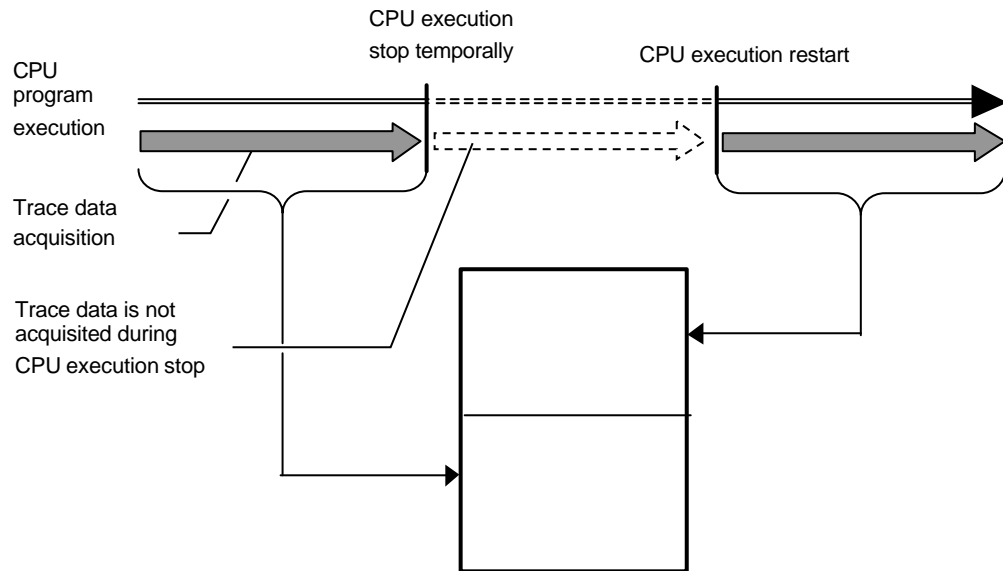 CPU execution
stop temporally
CPU execution restart
CPU
program
execution
Trace data
acquisition
Trace data is not
acquisited during
CPU execution stop